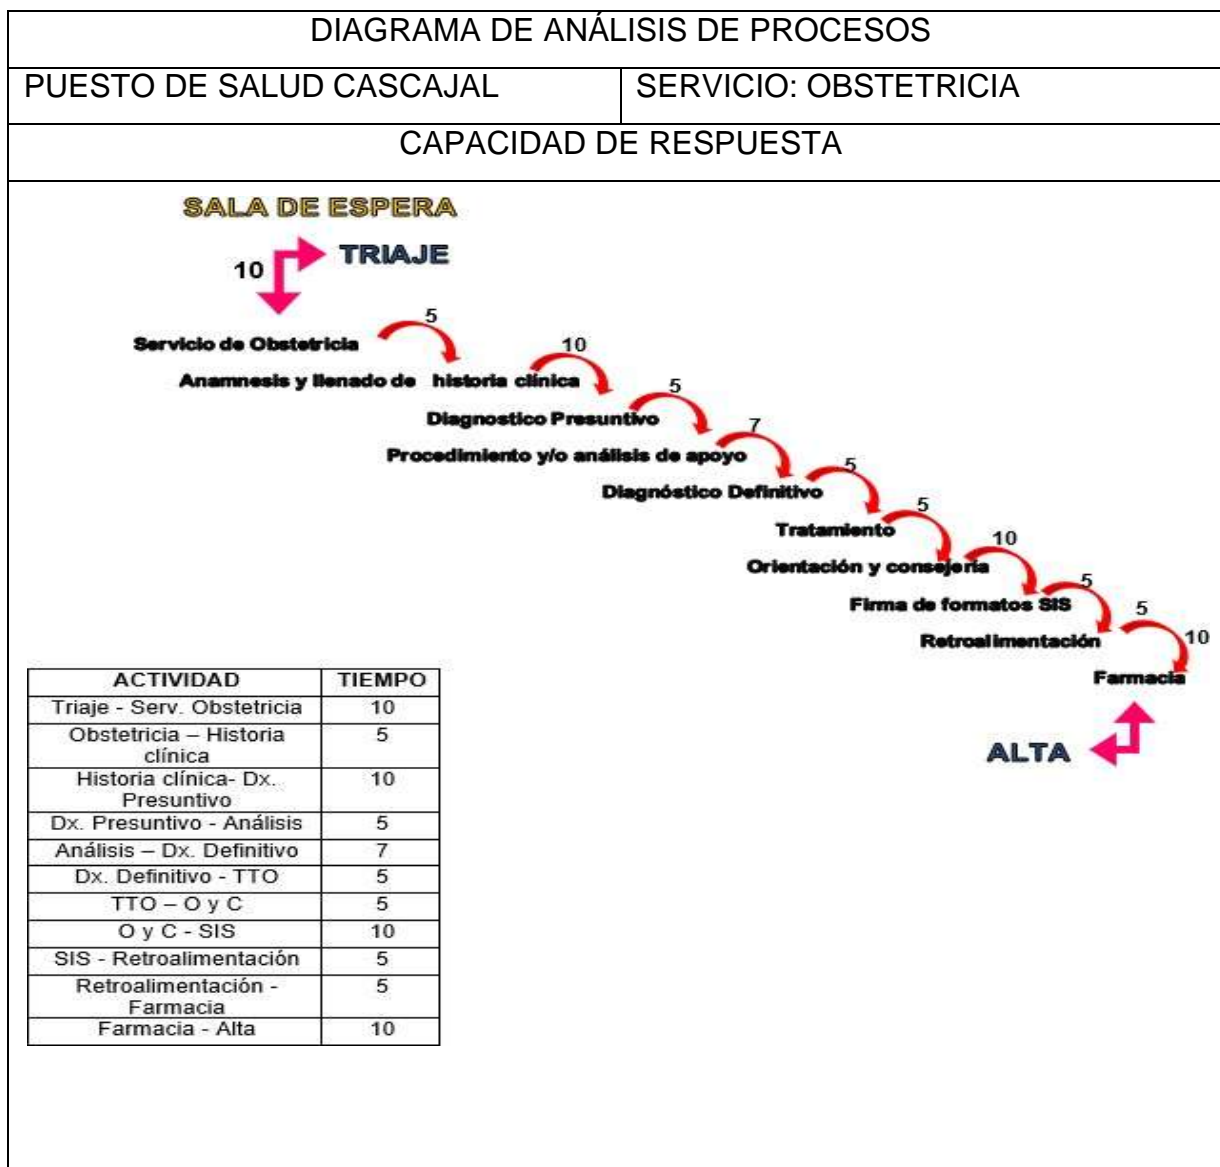 DIAGRAMA DE ANÁLISIS DE PROCESOS
PUESTO DE SALUD CASCAJAL
SERVICIO: OBSTETRICIA
CAPACIDAD DE RESPUESTA
SALA DE ESPERA
10
TRIAJE
5
Servicio de Obstetricia
10
Anamnesis y llenado de historia clínica
5
Diagnostico Presuntivo
7
Procedimiento y/o análisis de apoyo
5
Diagnóstico Definitivo
5
Tratamiento
10
Orientación y consejería
5
Firma de formatos SIS
5
Retroalimentación
10
Farmacia
ALTA
ACTIVIDAD TIEMPO
Triaje - Serv. Obstetricia 10
Obstetricia – Historia
clínica
5
Historia clínica- Dx.
Presuntivo
10
Dx. Presuntivo - Análisis 5
Análisis – Dx. Definitivo 7
Dx. Definitivo - TTO 5
TTO – O y C 5
O y C - SIS 10
SIS - Retroalimentación 5
Retroalimentación -
Farmacia
5
Farmacia - Alta 10